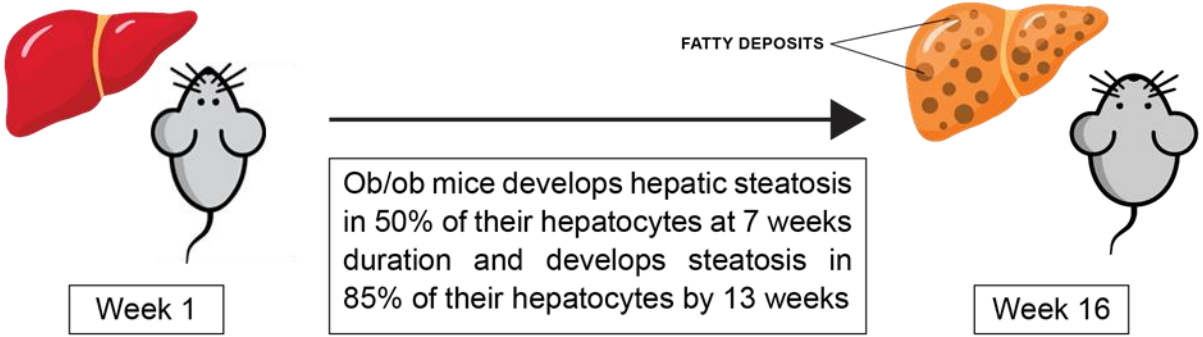 FATTY DEPOSITS
Ob/ob mice develops hepatic steatosis
in 50% of their hepatocytes at 7 weeks
duration and develops steatosis in
85% of their hepatocytes by 13 weeks
Week 1
Week 16